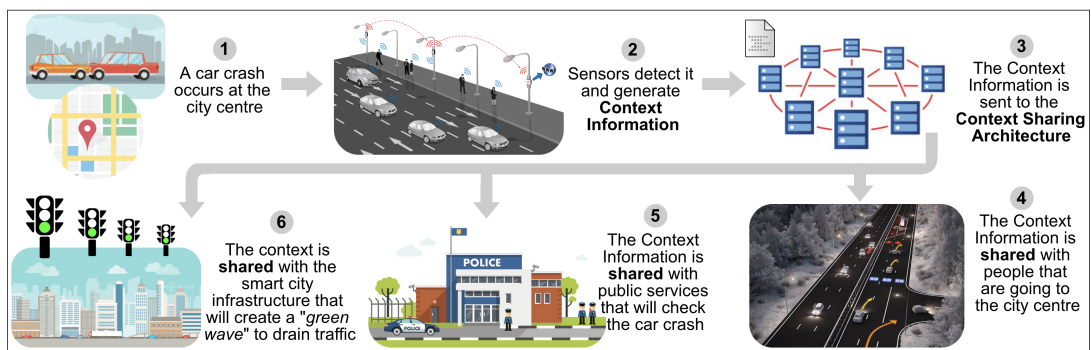 1
A car crash
occurs at the
city centre
2
Sensors detect it
and generate
Context
Information
3
The Context
Information is
sent to the
Context Sharing
Architecture
4
The Context
Information is
shared with
people that
are going to
the city centre
5
The Context
Information is
shared with
public services
that will check
the car crash
POLICE
POLICE
6
The context is
shared with the
smart city
infrastructure that
will create a "green
wave" to drain traffic